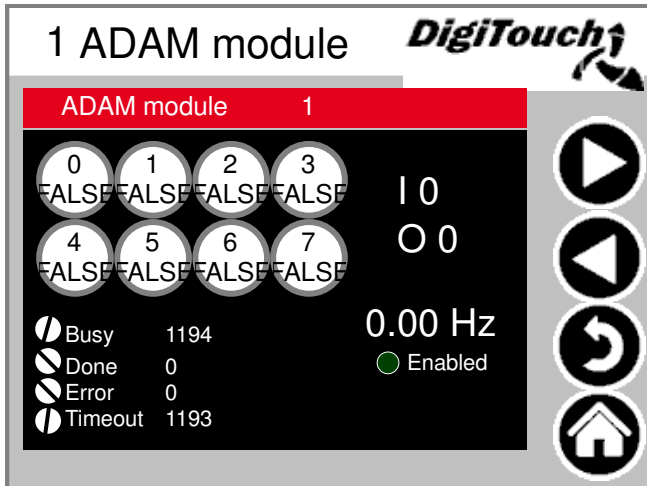 1 ADAM module
DigiTouch
ADAM module 1
0 1 2 3
FALSE FALSE FALSE FALSE
I 0
4 5 6 7
FALSE FALSE FALSE FALSE
O 0
0.00 Hz
Busy 1194
Enabled
Done 0
Error 0
Timeout 1193